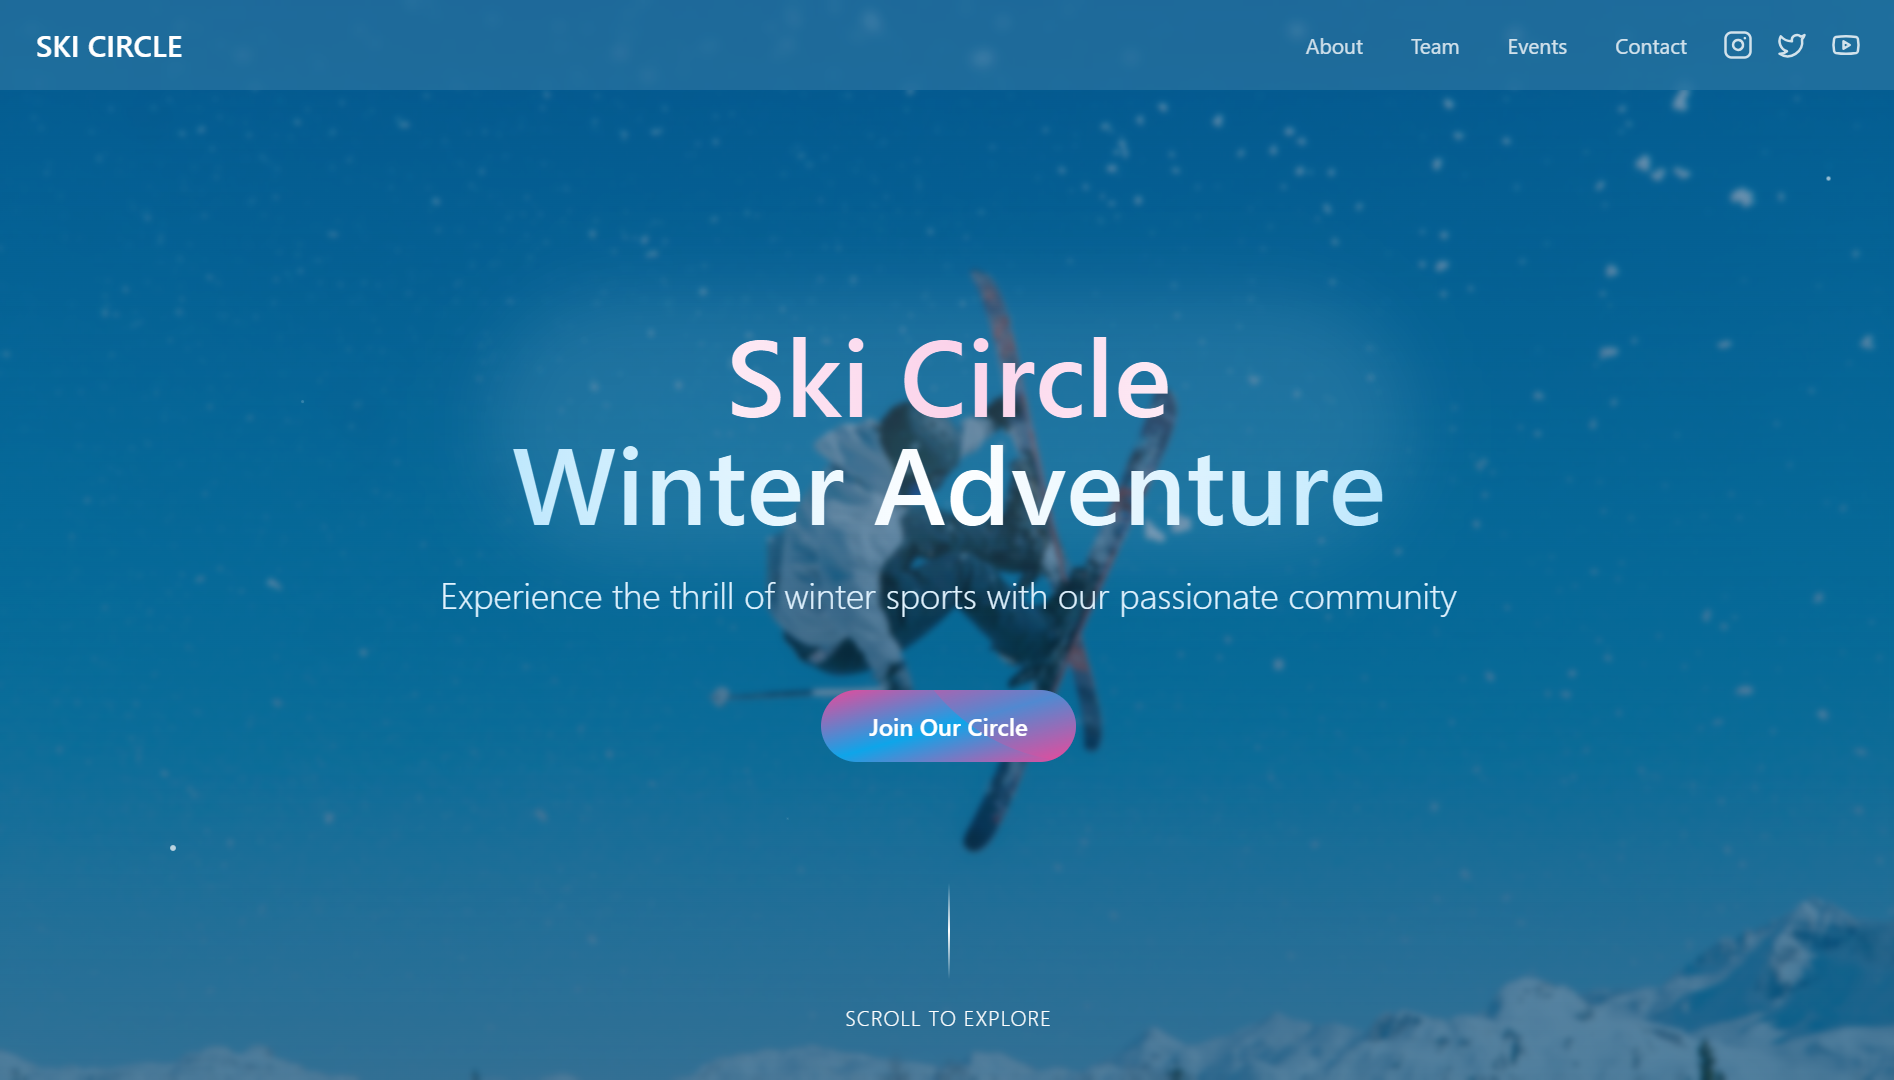 SKI CIRCLE
About
Team
Events
Contact
Ski Circle
Winter Adventure
Experience the thrill of winter sports with our passionate community
Join Our Circle
SCROLL TO EXPLORE